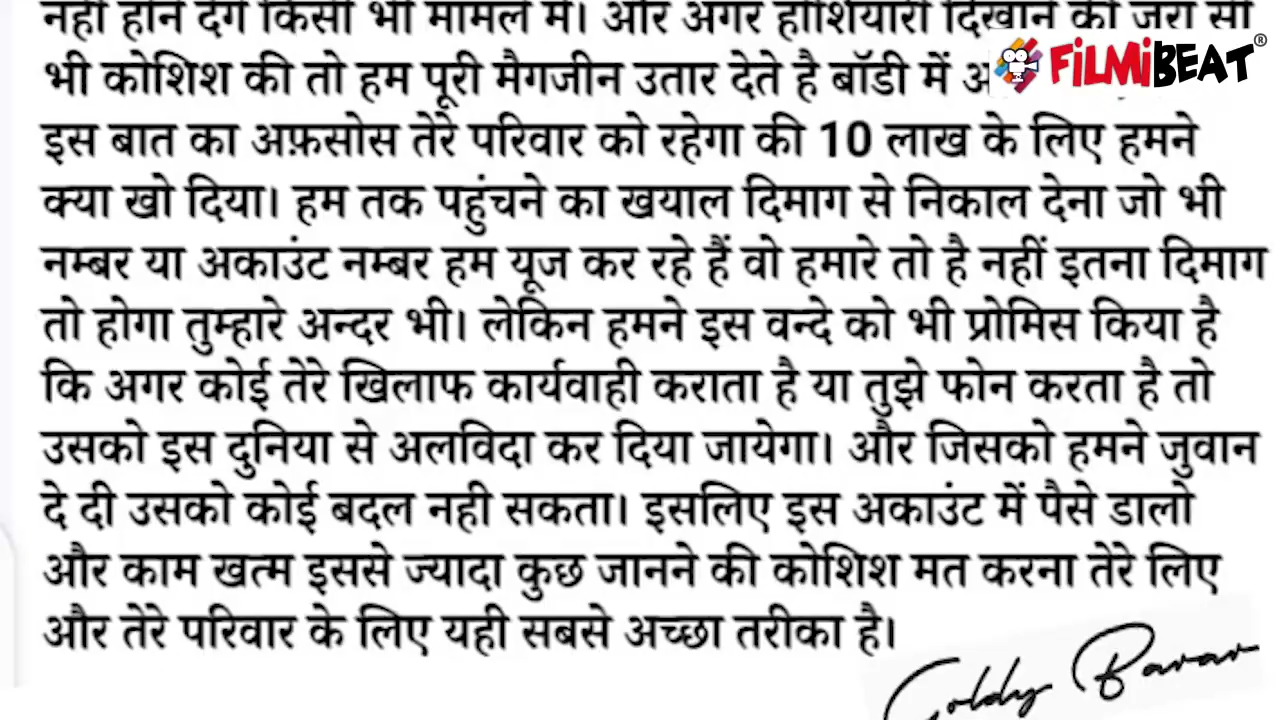 नहीं होने देंगे किसी भी मामले में। और अगर होशियारी दिखाने की जरा सी
FiLMiBEAT®
भी कोशिश की तो हम पूरी मैगजीन उतार देते है बॉडी में
इस बात का अफ़सोस तेरे परिवार को रहेगा की 10 लाख के लिए हमने
क्या खो दिया। हम तक पहुंचने का खयाल दिमाग से निकाल देना जो भी
नम्बर या अकाउंट नम्बर हम यूज कर रहे हैं वो हमारे तो है नहीं इतना दिमाग
तो होगा तुम्हारे अन्दर भी। लेकिन हमने इस वन्दे को भी प्रोमिस किया है
कि अगर कोई तेरे खिलाफ कार्यवाही कराता है या तुझे फोन करता है तो
उसको इस दुनिया से अलविदा कर दिया जायेगा। और जिसको हमने जुवान
दे दी उसको कोई बदल नही सकता। इसलिए इस अकाउंट में पैसे डालो
और काम खत्म इससे ज्यादा कुछ जानने की कोशिश मत करना तेरे लिए
और तेरे परिवार के लिए यही सबसे अच्छा तरीका है।
Goldy Barar